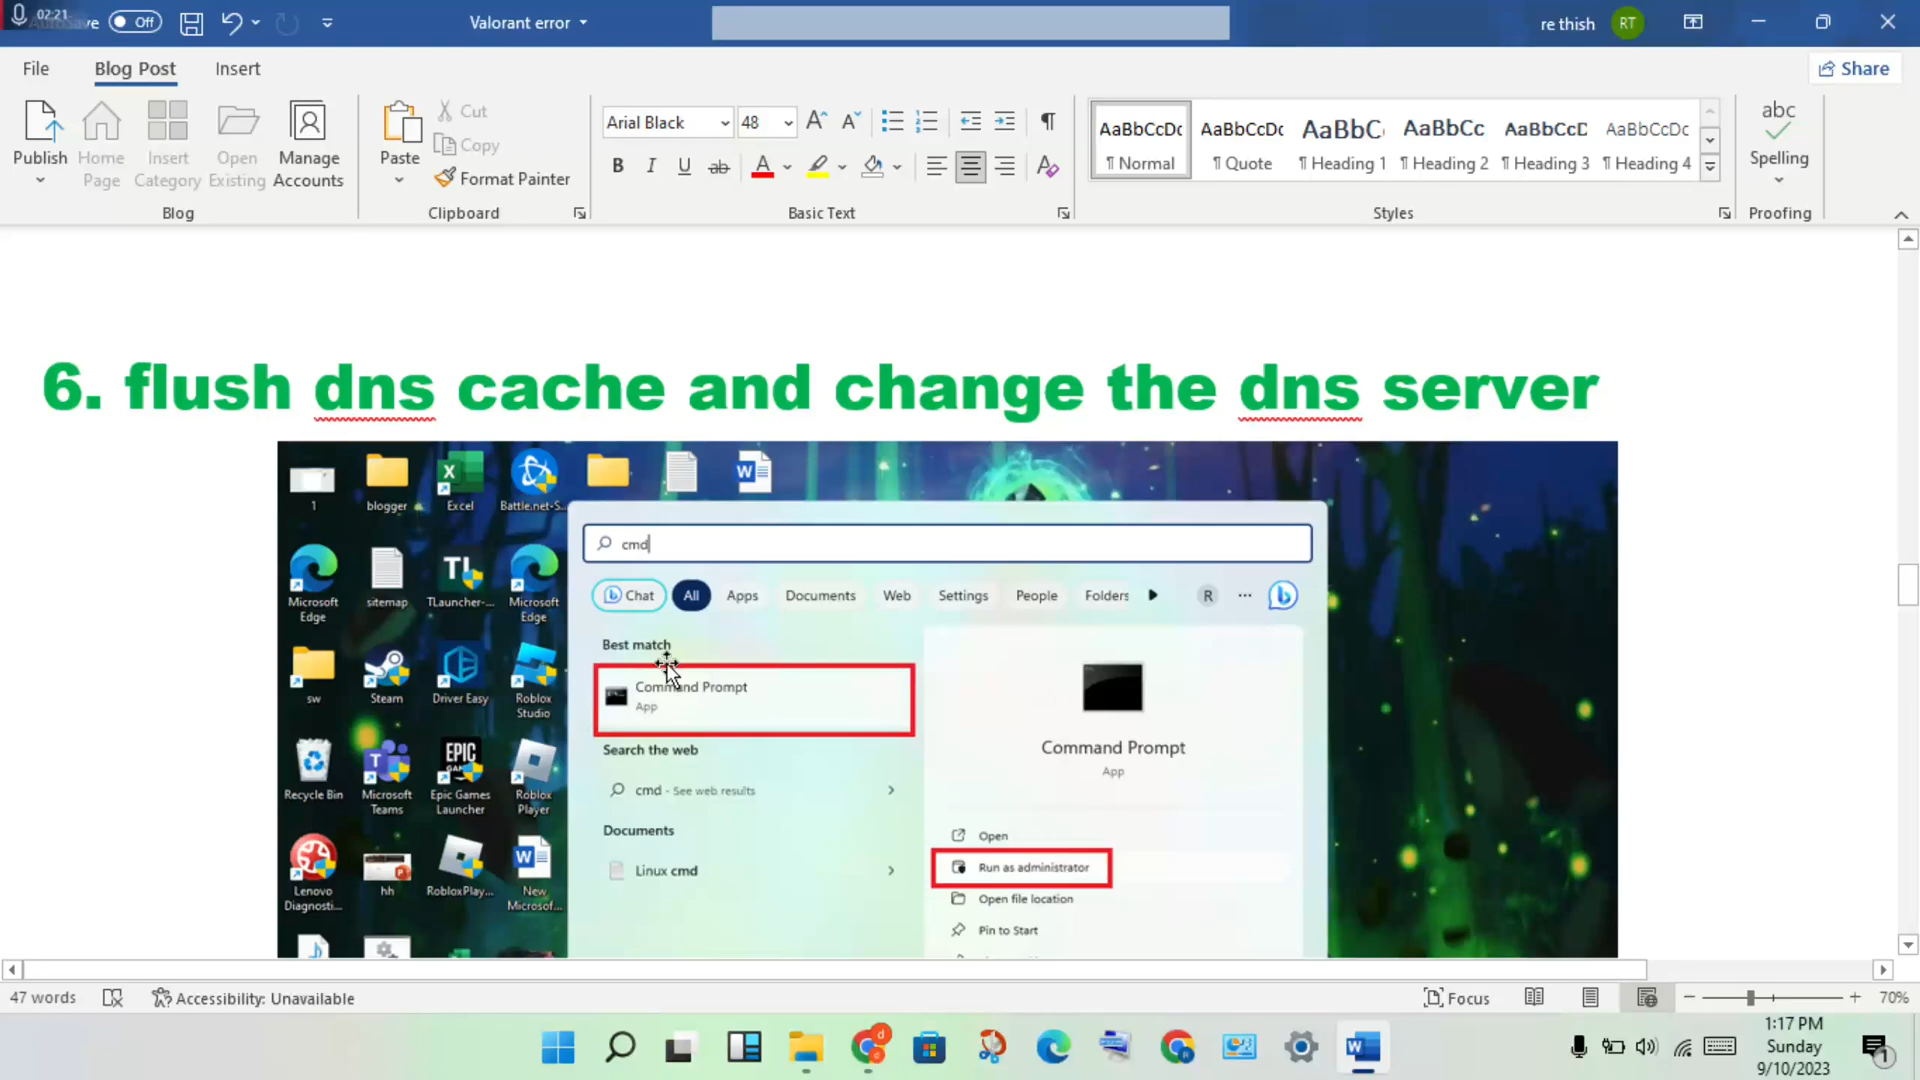 02:21
Off
Valorant error
re thish
RT
File
Blog Post
Insert
Share
Publish
Home Page
Insert Category
Open Existing
Manage Accounts
Blog
Paste
Cut
Copy
Format Painter
Clipboard
Arial Black
48
Basic Text
AaBbCcDc
¶ Normal
AaBbCcDc
¶ Quote
AaBbC
¶ Heading 1
AaBbCc
¶ Heading 2
AaBbCcD
¶ Heading 3
AaBbCcDc
¶ Heading 4
Styles
abc
Spelling
Proofing
6. flush dns cache and change the dns server
1
blogger
Excel
Battle.net-S...
cmd
Chat
All
Apps
Documents
Web
Settings
People
Folders
R
Microsoft Edge
sitemap
TLauncher-...
Microsoft Edge
Best match
Command Prompt
App
Command Prompt
App
sw
Steam
Driver Easy
Roblox Studio
Search the web
cmd - See web results
Recycle Bin
Microsoft Teams
EPIC
Epic Games Launcher
Roblox Player
Documents
Linux cmd
Open
Run as administrator
Open file location
Pin to Start
Lenovo Diagnosti...
hh
RobloxPlay...
New Microsof...
47 words
Accessibility: Unavailable
Focus
70%
1:17 PM
Sunday
9/10/2023
1